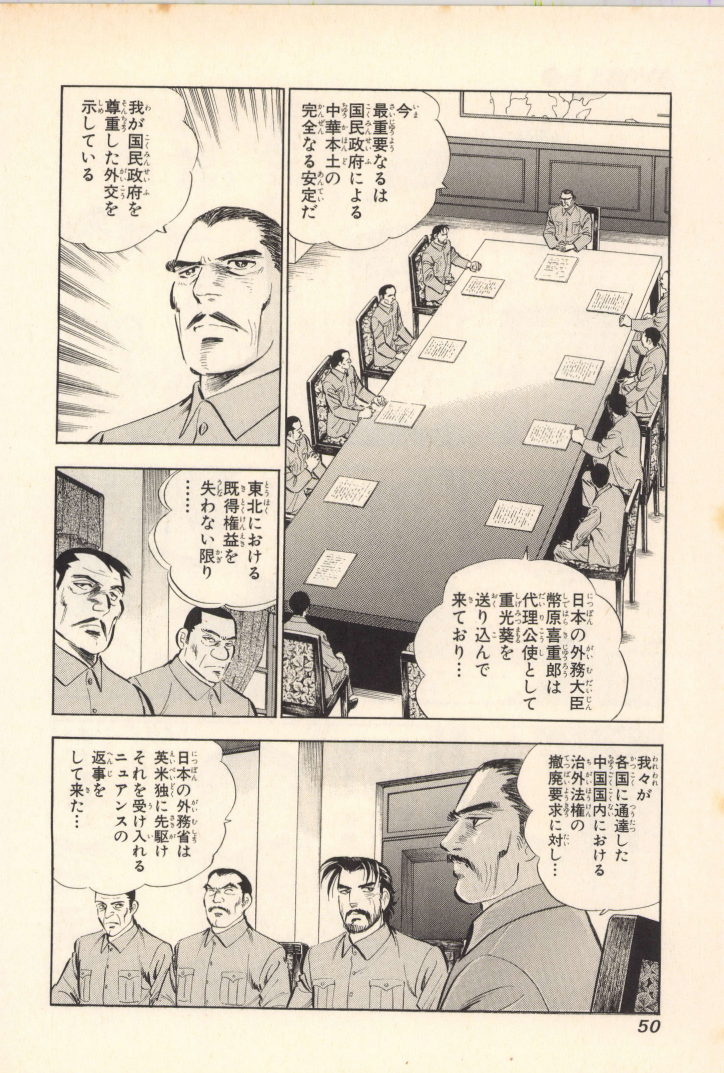 今
最重要なるは
国民政府による
中華本土の
完全なる安定だ
日本の外務大臣
幣原喜重郎は
代理公使として
重光葵を
送り込んで
来ており…
我が国民政府を
尊重した外交を
示している
東北における
既得権益を
失わない限り
……
我々が
各国に通達した
中国国内における
治外法権の
撤廃要求に対し…
日本の外務省は
英米独に先駆け
それを受け入れる
ニュアンスの
返事を
して来た…
50